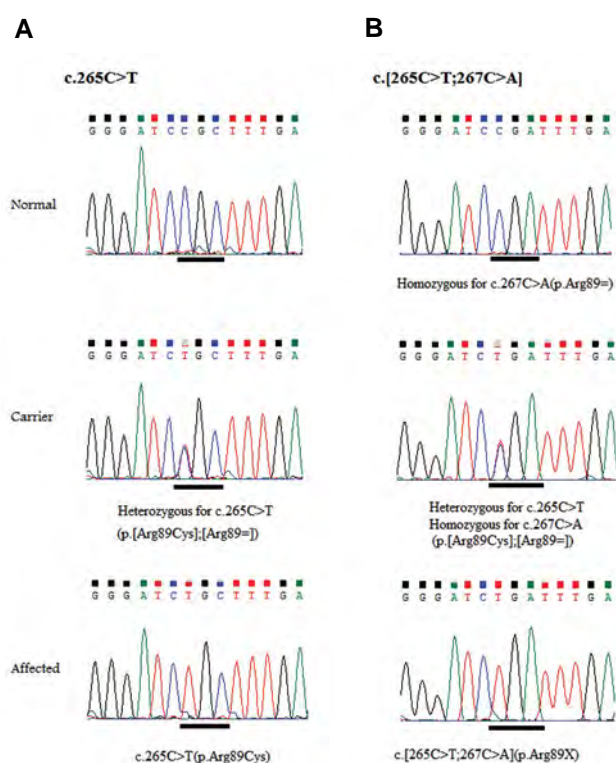 A
B
c.265C>T
c.[265C>T;267C>A]
G G G A T C C G C T T T G A
G G G A T C C G A T T T G A
Normal
Homozygous for c.267C>A(p.Arg89=)
G G G A T C T G C T T T G A
G G G A T C T G A T T T G A
Carrier
Heterozygous for c.265C>T
(p.[Arg89Cys];[Arg89=])
Heterozygous for c.265C>T
Homozygous for c.267C>A
(p.[Arg89Cys];[Arg89=])
G G G A T C T G C T T T G A
G G G A T C T G A T T T G A
Affected
c.265C>T(p.Arg89Cys)
c.[265C>T;267C>A](p.Arg89X)